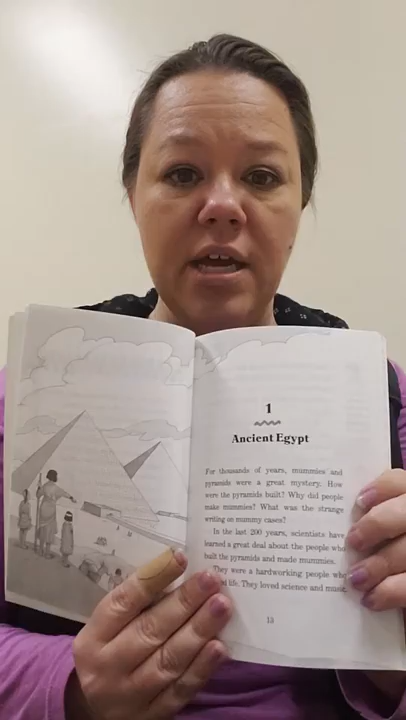 1
Ancient Egypt
For thousands of years, mummies and
pyramids were a great mystery. How
were the pyramids built? Why did people
make mummies? What was the strange
writing on mummy cases?
In the last 200 years, scientists have
learned a great deal about the people who
built the pyramids and made mummies.
They were a hardworking people who
life. They loved science and music
13